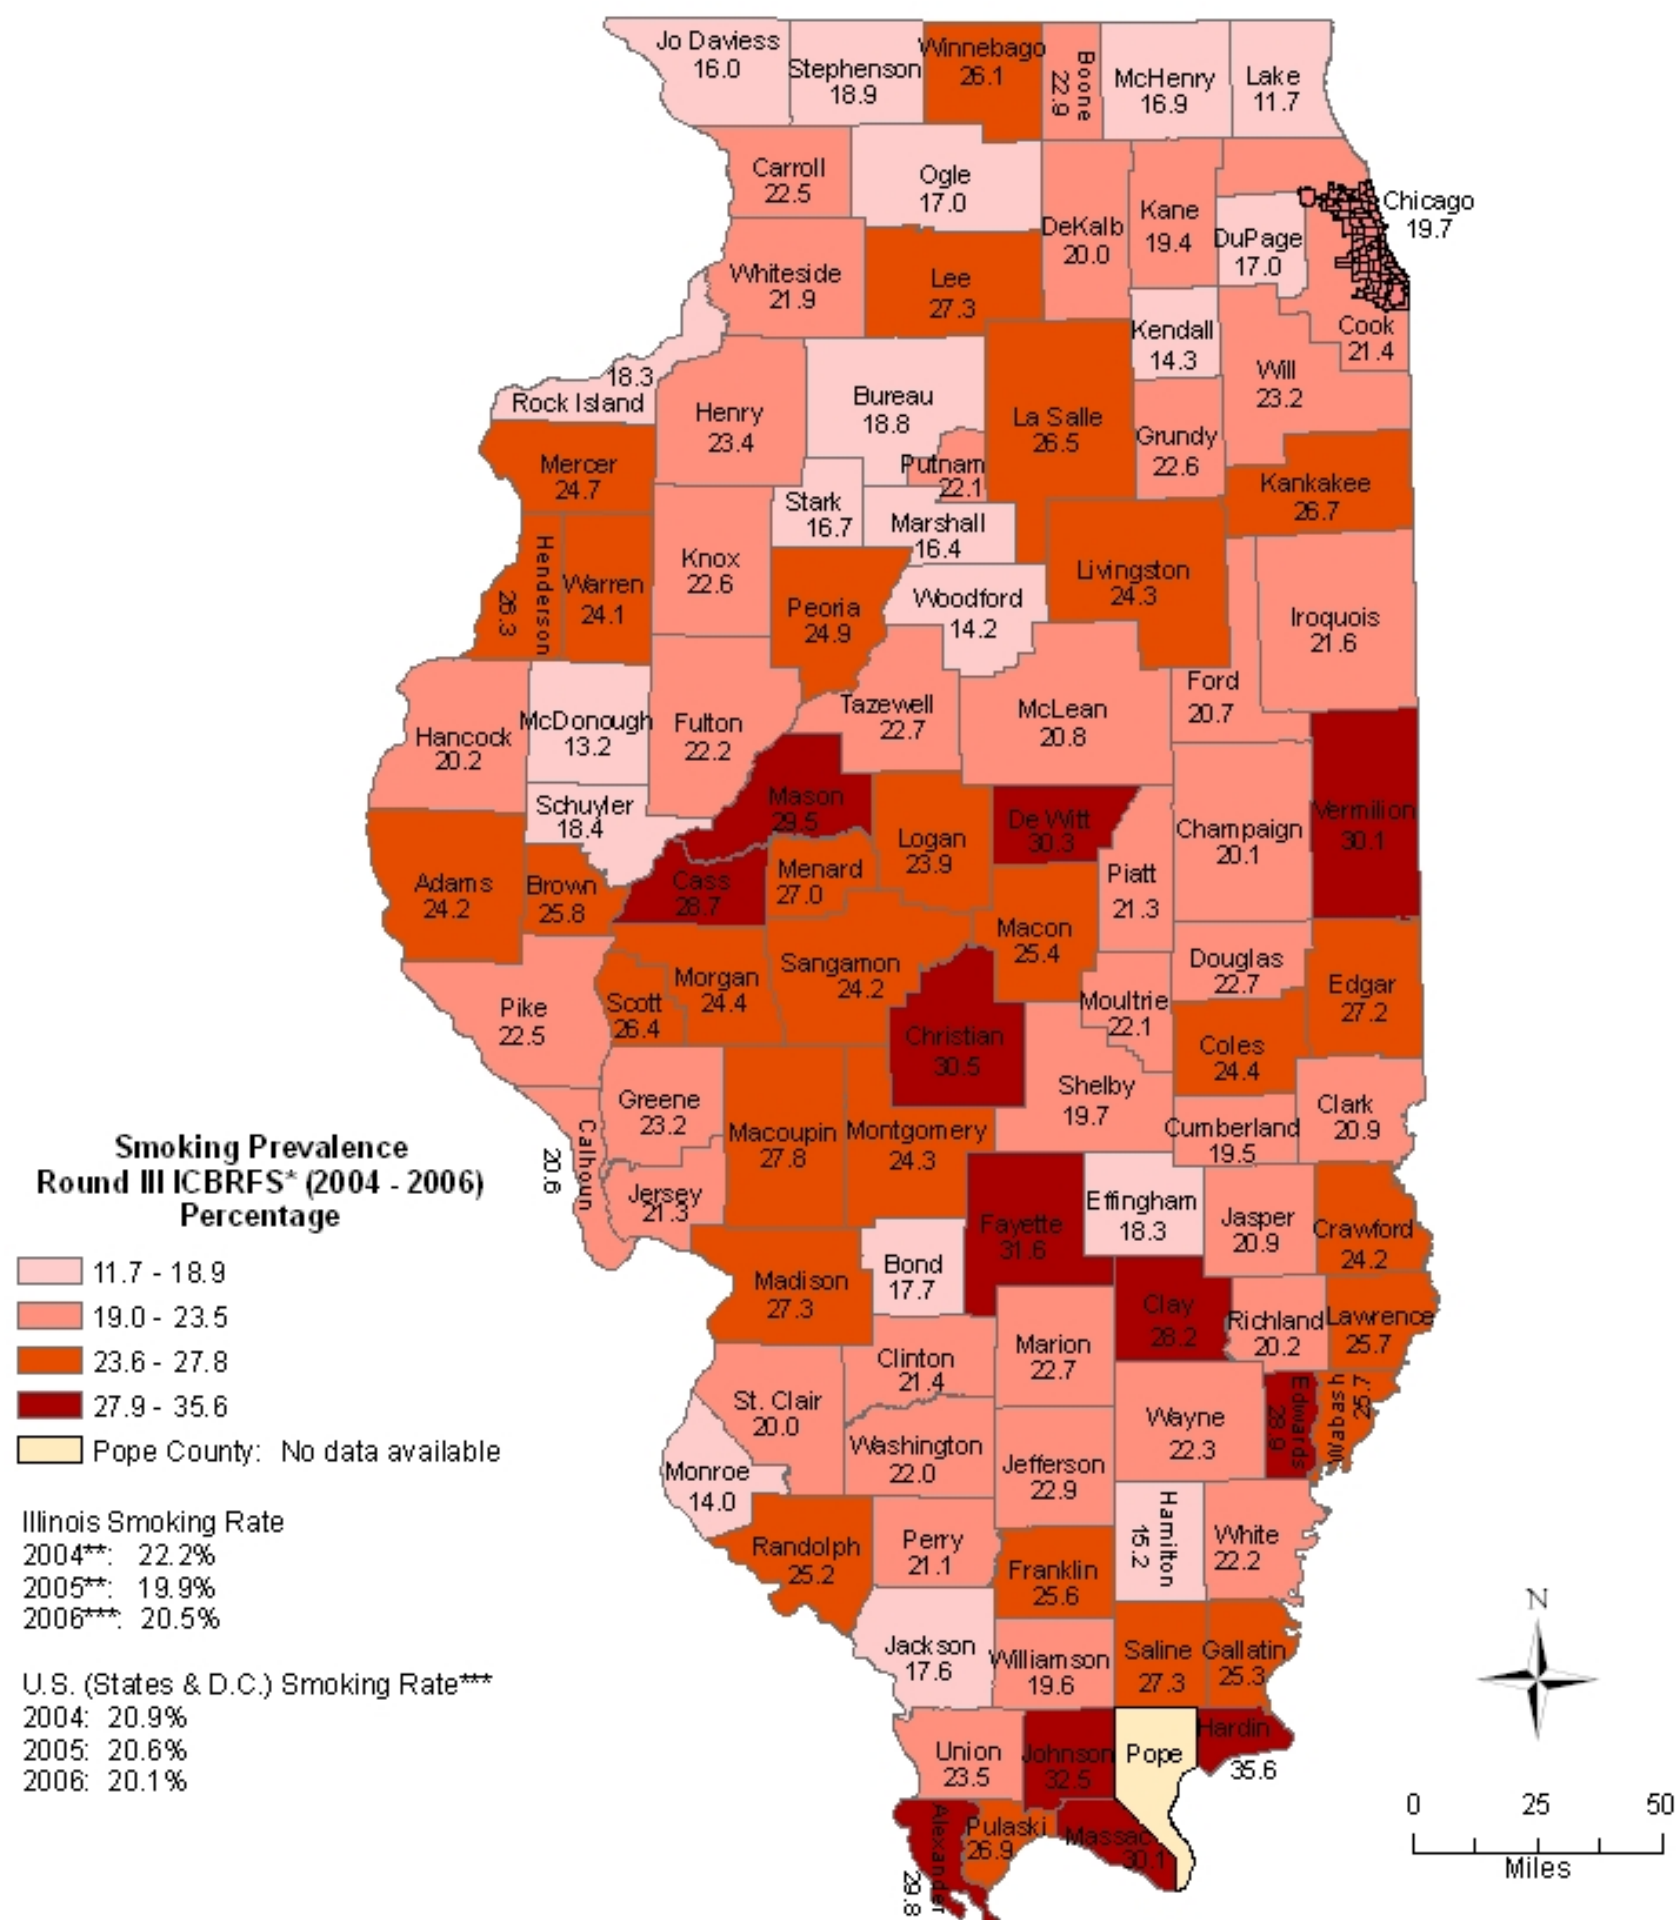 Jo Daviess
16.0
Stephenson
18.9
Winnebago
26.1
Boone
22.9
McHenry
16.9
Lake
11.7
Carroll
22.5
Ogle
17.0
DeKalb
20.0
Kane
19.4
DuPage
17.0
Chicago
19.7
Whiteside
21.9
Lee
27.3
Kendall
14.3
Cook
21.4
18.3
Rock Island
Henry
23.4
Bureau
18.8
La Salle
26.5
Will
23.2
Grundy
22.6
Putnam
22.1
Mercer
24.7
Kankakee
26.7
Stark
16.7
Marshall
16.4
Henderson
26.3
Warren
24.1
Knox
22.6
Peoria
24.9
Woodford
14.2
Livingston
24.3
Iroquois
21.6
Ford
20.7
Hancock
20.2
McDonough
13.2
Fulton
22.2
Tazewell
22.7
McLean
20.8
Schuyler
18.4
Mason
29.5
Logan
23.9
De Witt
30.3
Champaign
20.1
Vermilion
30.1
Adams
24.2
Brown
25.8
Cass
28.7
Menard
27.0
Piatt
21.3
Macon
25.4
Sangamon
24.2
Morgan
24.4
Scott
26.4
Pike
22.5
Douglas
22.7
Edgar
27.2
Moultrie
22.1
Christian
30.5
Coles
24.4
Shelby
19.7
Greene
23.2
Macoupin
27.8
Montgomery
24.3
Cumberland
19.5
Clark
20.9
Calhoun
20.6
Jersey
21.3
Fayette
31.6
Effingham
18.3
Jasper
20.9
Crawford
24.2
Madison
27.3
Bond
17.7
Clay
28.2
Richland
20.2
Lawrence
25.7
Marion
22.7
Clinton
21.4
St. Clair
20.0
Wayne
22.3
Edwards
28.9
Wabash
25.7
Washington
22.0
Jefferson
22.9
Monroe
14.0
Randolph
25.2
Perry
21.1
Hamilton
15.2
White
22.2
Franklin
25.6
Jackson
17.6
Williamson
19.6
Saline
27.3
Gallatin
25.3
Union
23.5
Johnson
32.5
Pope
Hardin
35.6
Alexander
29.8
Pulaski
26.9
Massac
30.1
Smoking Prevalence
Round III ICBRFS* (2004 - 2006)
Percentage
11.7 - 18.9
19.0 - 23.5
23.6 - 27.8
27.9 - 35.6
Pope County: No data available
Illinois Smoking Rate
2004**: 22.2%
2005**: 19.9%
2006***: 20.5%
U.S. (States & D.C.) Smoking Rate***
2004: 20.9%
2005: 20.6%
2006: 20.1%
N
0 25 50
Miles